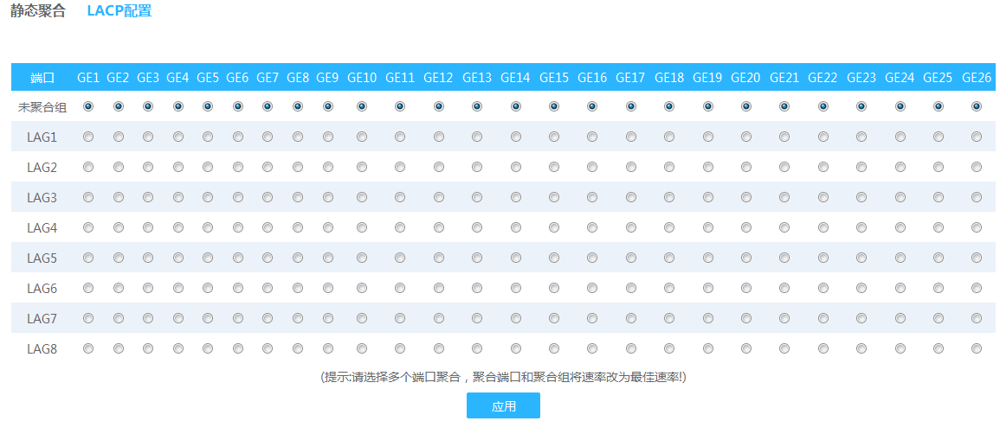 静态聚合 LACP配置
端口 GE1 GE2 GE3 GE4 GE5 GE6 GE7 GE8 GE9 GE10 GE11 GE12 GE13 GE14 GE15 GE16 GE17 GE18 GE19 GE20 GE21 GE22 GE23 GE24 GE25 GE26
未聚合组
LAG1
LAG2
LAG3
LAG4
LAG5
LAG6
LAG7
LAG8
(提示:请选择多个端口聚合，聚合端口和聚合组将速率改为最佳速率!)
应用